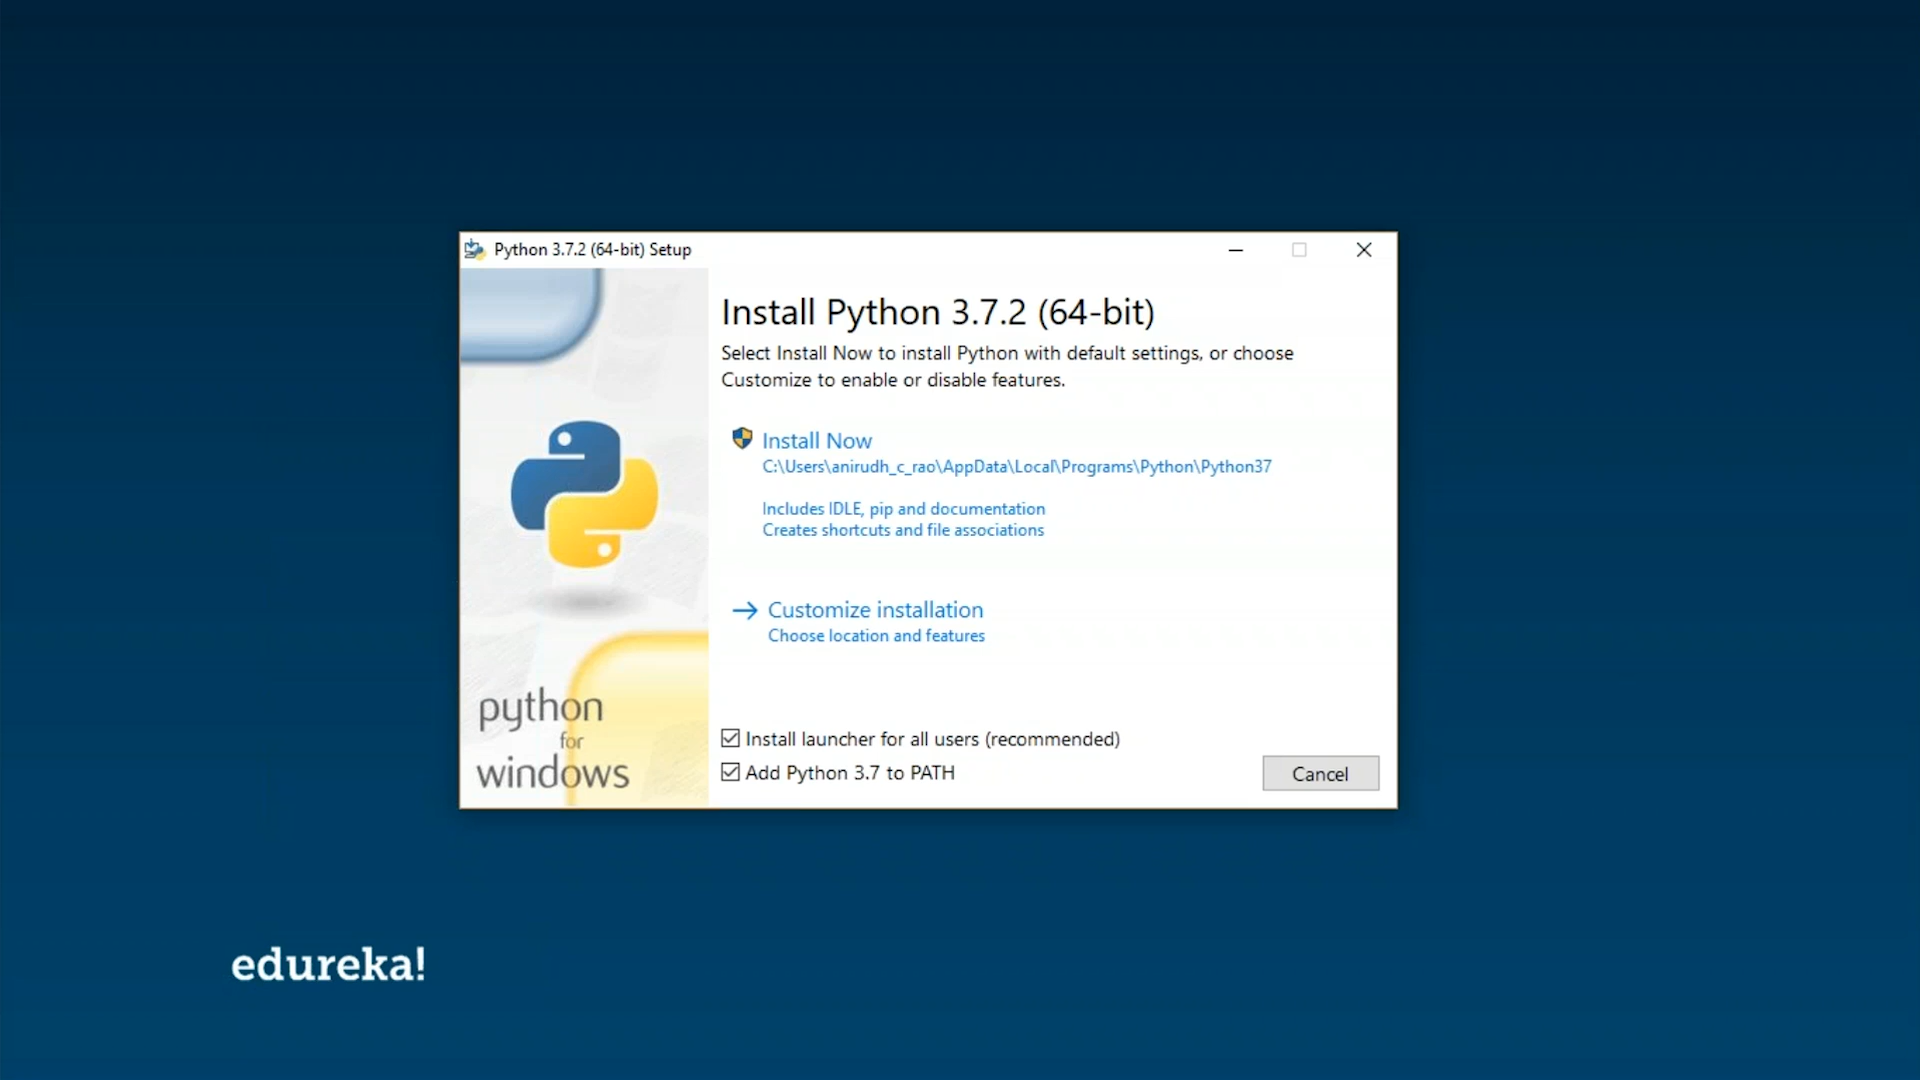 Python 3.7.2 (64-bit) Setup
Install Python 3.7.2 (64-bit)
Select Install Now to install Python with default settings, or choose
Customize to enable or disable features.
Install Now
C:\Users\anirudh_c_rao\AppData\Local\Programs\Python\Python37
Includes IDLE, pip and documentation
Creates shortcuts and file associations
Customize installation
Choose location and features
python
for
windows
Install launcher for all users (recommended)
Add Python 3.7 to PATH
Cancel
edureka!